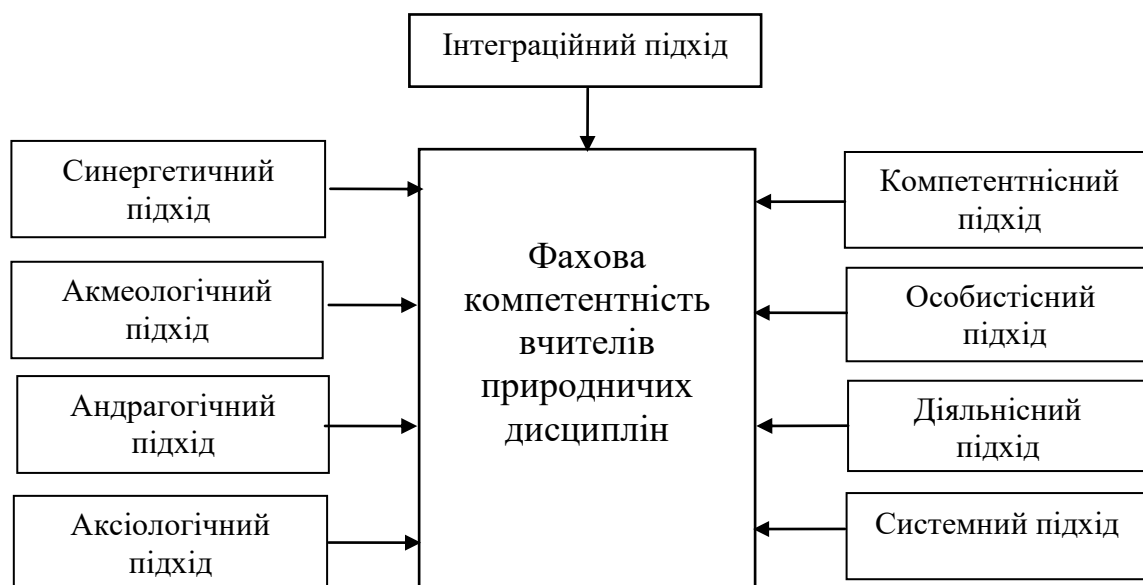 Інтеграційний підхід
Синергетичний
підхід
Акмеологічний
підхід
Андрагогічний
підхід
Аксіологічний
підхід
Фахова
компетентність
вчителів
природничих
дисциплін
Компетентнісний
підхід
Особистісний
підхід
Діяльнісний
підхід
Системний підхід